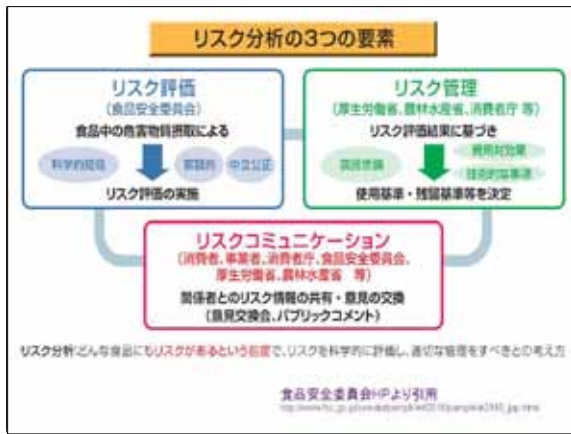 リスク分析の3つの要素
リスク評価
(食品安全委員会)
食品中の危害物質摂取による
科学的知見
客観的
中立公正
リスク評価の実施
リスク管理
(厚生労働省、農林水産省、消費者庁 等)
リスク評価結果に基づき
国民感情
費用対効果
技術的な事項
使用基準・残留基準等を決定
リスクコミュニケーション
(消費者、事業者、消費者庁、食品安全委員会、
厚生労働省、農林水産省 等)
関係者とのリスク情報の共有・意見の交換
(意見交換会、パブリックコメント)
リスク分析:どんな食品にもリスクがあるという前提で、リスクを科学的に評価し、適切な管理をすべきとの考え方
食品安全委員会HPより引用